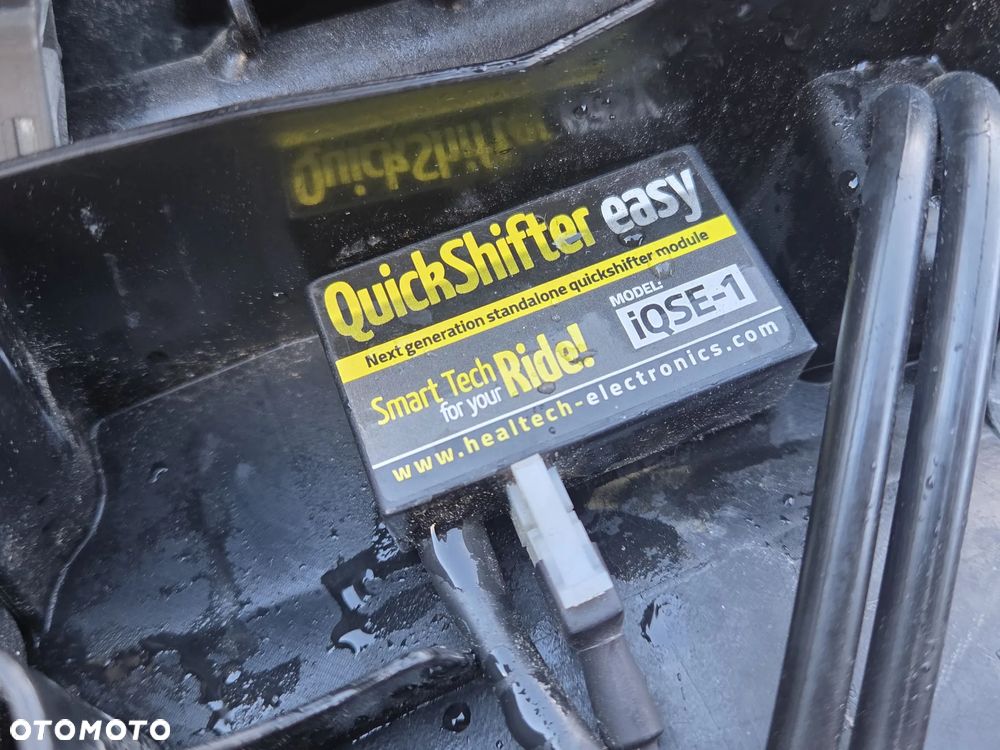 QuickShifter easy
Next generation standalone quickshifter module
MODEL:
iQSE-1
Smart Tech
for your
Ride!
www.healtech-electronics.com
OTOMOTO